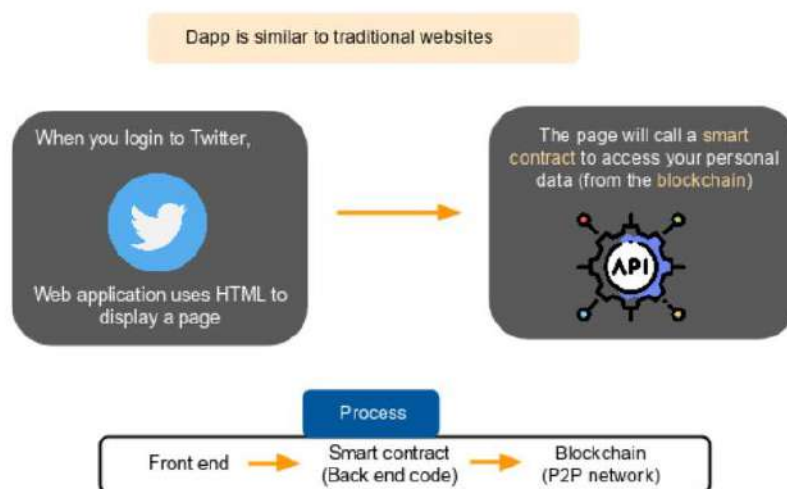 Dapp is similar to traditional websites
When you login to Twitter,
Web application uses HTML to
display a page
The page will call a smart
contract to access your personal
data (from the blockchain)
API
Process
Front end
Smart contract
(Back end code)
Blockchain
(P2P network)